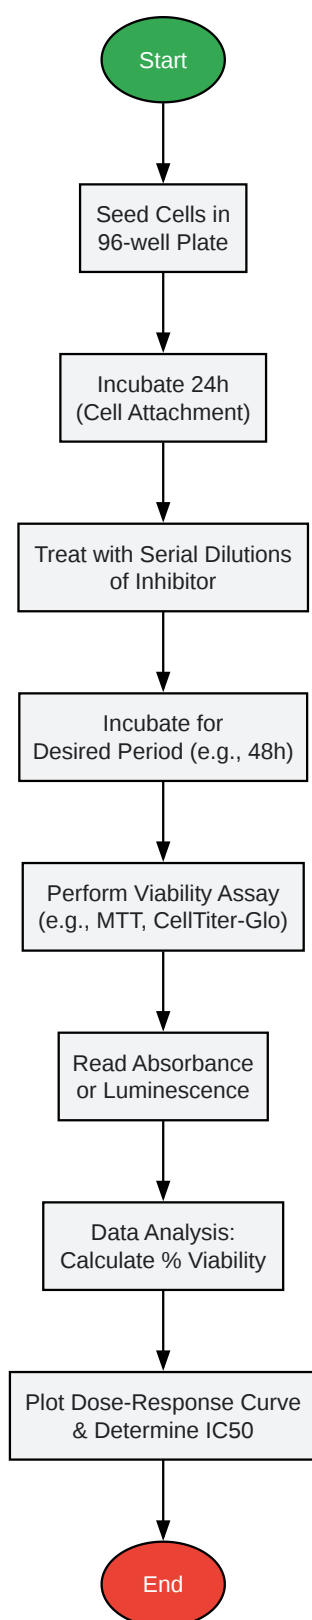 Start
Seed Cells in
96-well Plate
Incubate 24h
(Cell Attachment)
Treat with Serial Dilutions
of Inhibitor
Incubate for
Desired Period (e.g., 48h)
Perform Viability Assay
(e.g., MTT, CellTiter-Glo)
Read Absorbance
or Luminescence
Data Analysis:
Calculate % Viability
Plot Dose-Response Curve
& Determine IC50
End